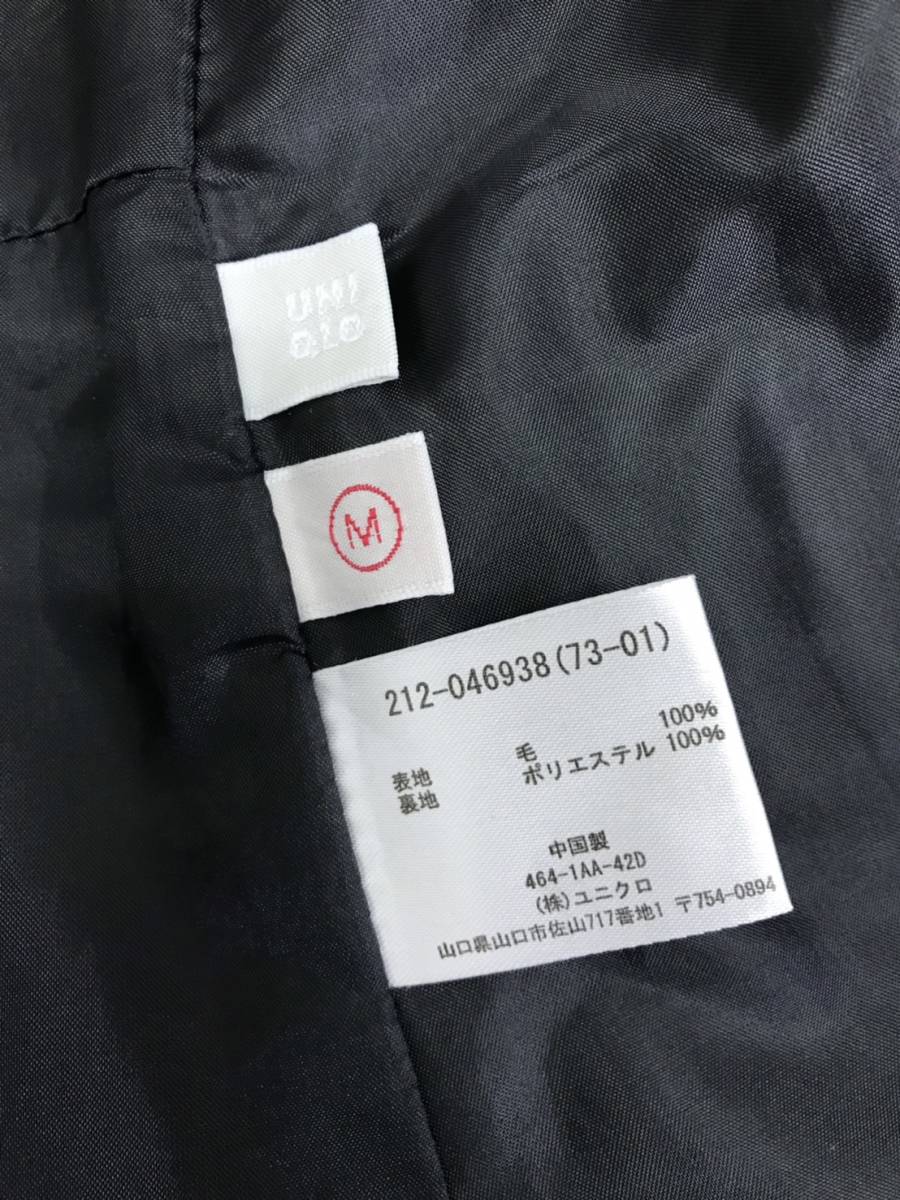 UNI
QLO
M
212-046938(73-01)
表地 毛 100%
裏地 ポリエステル 100%
中国製
464-1AA-42D
(株)ユニクロ
山口県山口市佐山717番地1 〒754-0894